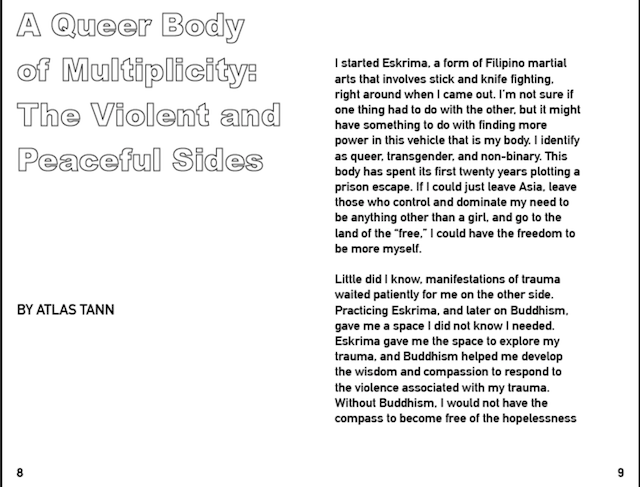 A Queer Body
of Multiplicity:
The Violent and
Peaceful Sides
BY ATLAS TANN
8
I started Eskrima, a form of Filipino martial
arts that involves stick and knife fighting,
right around when I came out. I'm not sure if
one thing had to do with the other, but it might
have something to do with finding more
power in this vehicle that is my body. I identify
as queer, transgender, and non-binary. This
body has spent its first twenty years plotting a
prison escape. If I could just leave Asia, leave
those who control and dominate my need to
be anything other than a girl, and go to the
land of the “free,” I could have the freedom to
be more myself.
Little did I know, manifestations of trauma
waited patiently for me on the other side.
Practicing Eskrima, and later on Buddhism,
gave me a space I did not know I needed.
Eskrima gave me the space to explore my
trauma, and Buddhism helped me develop
the wisdom and compassion to respond to
the violence associated with my trauma.
Without Buddhism, I would not have the
compass to become free of the hopelessness
9